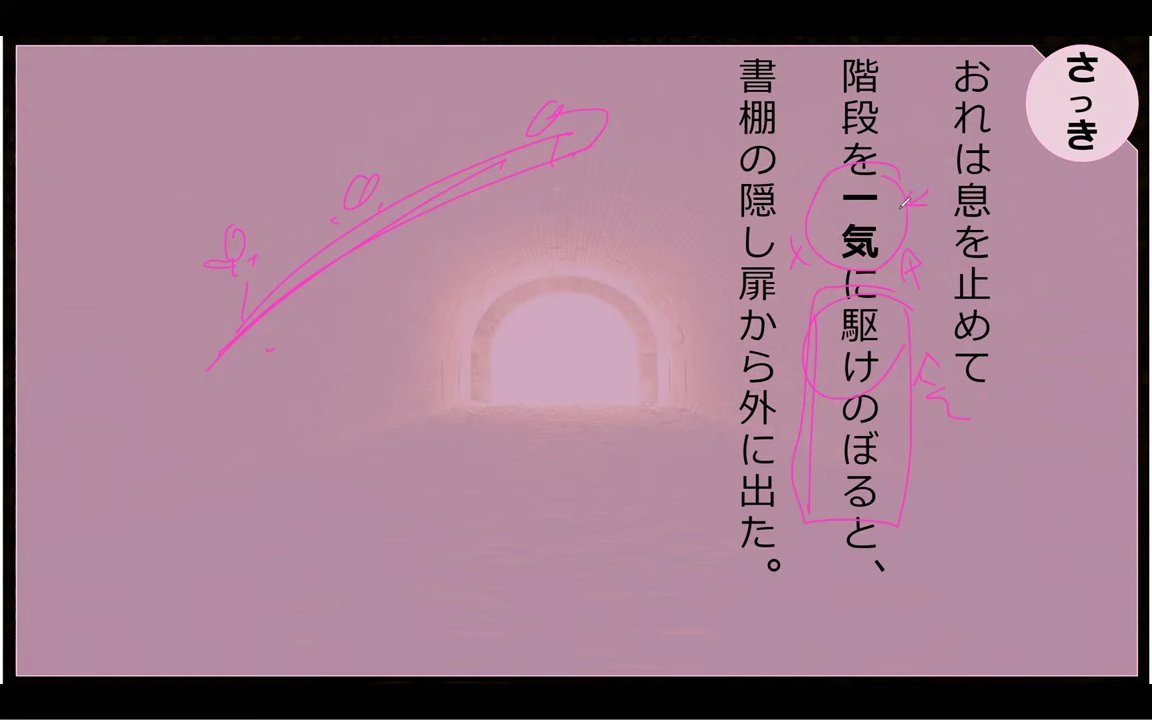 さっき
おれは息を止めて
階段を一気に駆けのぼると、
書棚の隠し扉から外に出た。